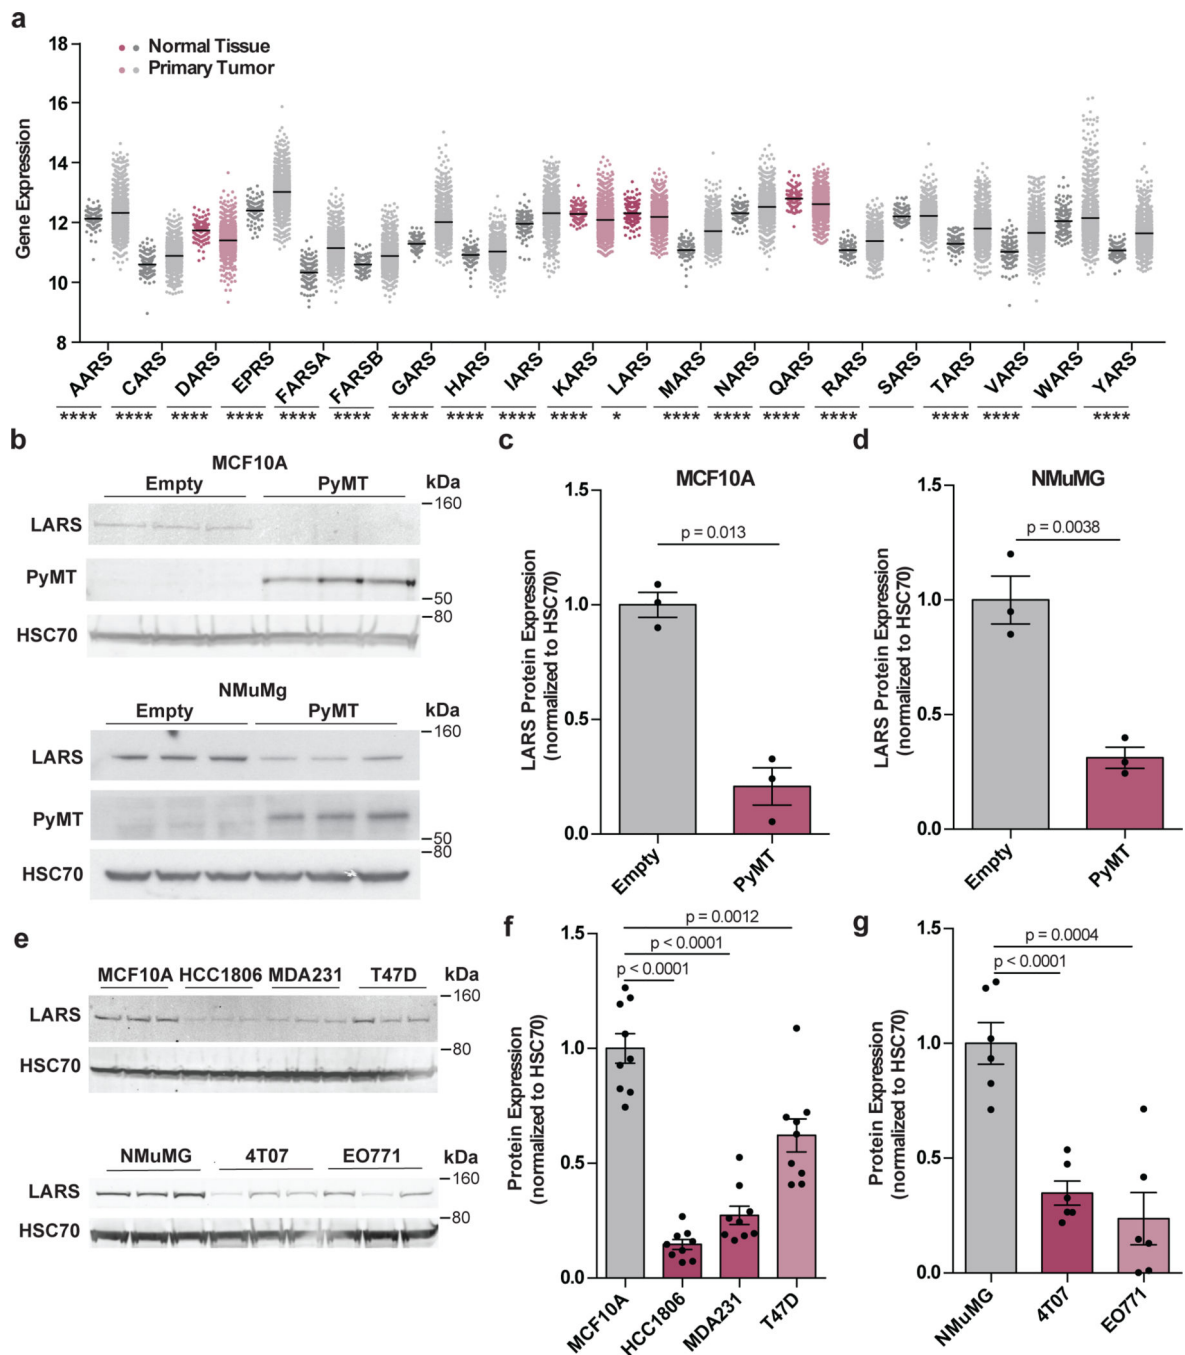 a
18
16
14
12
10
8
Gene Expression
Normal Tissue
Primary Tumor
AARS
CARS
DARS
EPRS
FARSA
FARSB
GARS
HARS
IARS
KARS
LARS
MARS
NARS
QARS
RARS
SARS
TARS
VARS
WARS
YARS
**** **** **** **** **** **** **** **** **** **** * **** **** **** **** **** **** ****
b
MCF10A
Empty PyMT kDa
160
LARS
PyMT
50
80
HSC70
NMuMg
Empty PyMT kDa
160
LARS
PyMT
50
80
HSC70
c
MCF10A
1.5
1.0
0.5
0.0
LARS Protein Expression
(normalized to HSC70)
p = 0.013
Empty
PyMT
d
NMuMG
1.5
1.0
0.5
0.0
LARS Protein Expression
(normalized to HSC70)
p = 0.0038
Empty
PyMT
e
MCF10A HCC1806 MDA231 T47D kDa
160
LARS
80
HSC70
NMuMG 4T07 EO771 kDa
160
LARS
80
HSC70
f
1.5
1.0
0.5
0.0
Protein Expression
(normalized to HSC70)
p = 0.0012
p < 0.0001
p < 0.0001
MCF10A
HCC1806
MDA231
T47D
g
1.5
1.0
0.5
0.0
Protein Expression
(normalized to HSC70)
p = 0.0004
p < 0.0001
NMuMG
4T07
EO771